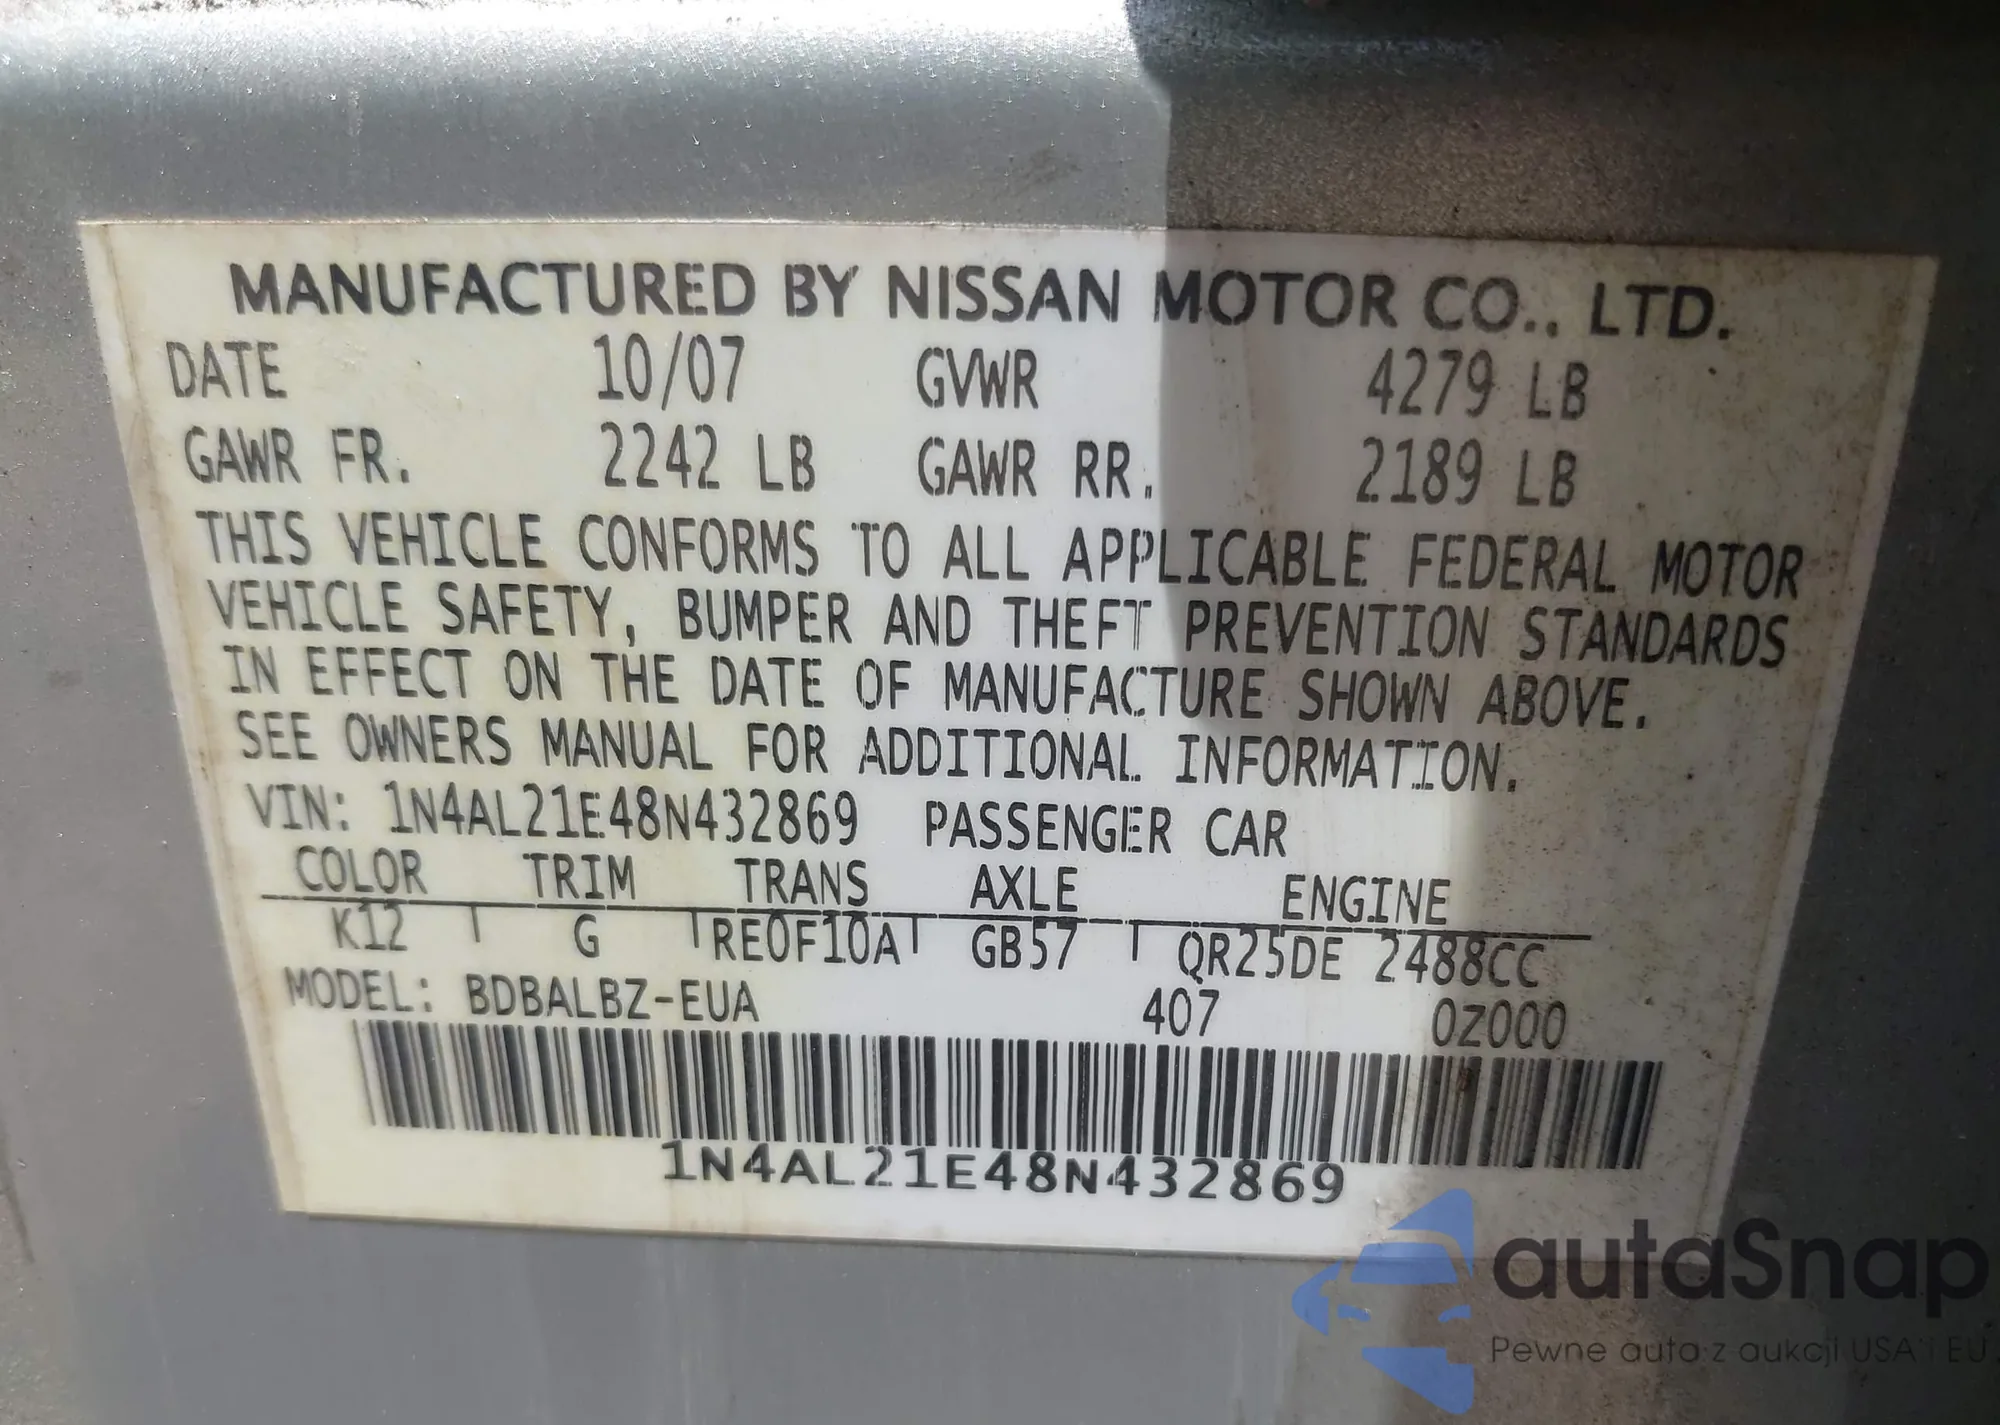 MANUFACTURED BY NISSAN MOTOR CO., LTD.
DATE 10/07 GVWR 4279 LB
GAWR FR. 2242 LB GAWR RR. 2189 LB
THIS VEHICLE CONFORMS TO ALL APPLICABLE FEDERAL MOTOR
VEHICLE SAFETY, BUMPER AND THEFT PREVENTION STANDARDS
IN EFFECT ON THE DATE OF MANUFACTURE SHOWN ABOVE.
SEE OWNERS MANUAL FOR ADDITIONAL INFORMATION.
VIN: 1N4AL21E48N432869 PASSENGER CAR
COLOR TRIM TRANS AXLE ENGINE
K12 G RE0F10A GB57 QR25DE 2488CC
MODEL: BDBALBZ-EUA 407 0Z000
1N4AL21E48N432869
autaSnap
Pewne auta z aukcji USA i EU